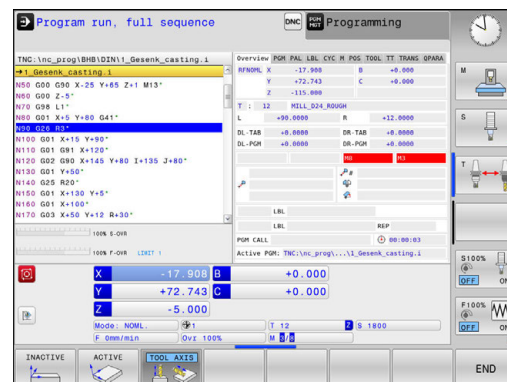 Program run, full sequence
DNC PGM MGT Programming
TNC:\nc_prog\BHB\DIN\1_Gesenk_casting.i
→1_Gesenk_casting.i
N50 G00 G90 X-25 Y+65 Z+1 M13*
N60 G00 Z-5*
N70 G98 L1*
N80 G01 X+5 Y+80 G41*
N90 G26 R3*
N100 G01 X+15 Y+90*
N110 G01 G91 X+120*
N120 G02 G90 X+145 Y+80 I+135 J+80*
N130 G01 Y+50*
N140 G25 R20*
N150 G01 X+130 Y+5*
N160 G01 X+100*
N170 G03 X+50 Y+12 R+30*
100% S-OVR
100% F-OVR LIMIT 1
Overview PGM PAL LBL CYC M POS TOOL TT TRANS QPARA
RFNOML X -17.908 B +0.000
Y +72.743 C +0.000
Z -115.000
T : 12 MILL_D24_ROUGH
L +90.0000 R +12.0000
DL-TAB +0.0000 DR-TAB +0.0000
DL-PGM +0.0000 DR-PGM +0.0000
M8 M3
P
P
LBL
LBL REP
PGM CALL 00:00:03
Active PGM: TNC:\nc_prog\...\1_Gesenk_casting.i
X -17.908 B +0.000
Y +72.743 C +0.000
Z -5.000
Mode: NOML. 1 T 12 Z S 1800
F 0mm/min Ovr 100% M 3/8
M
S
T
S100%
OFF ON
F100%
OFF ON
INACTIVE ACTIVE TOOL AXIS END